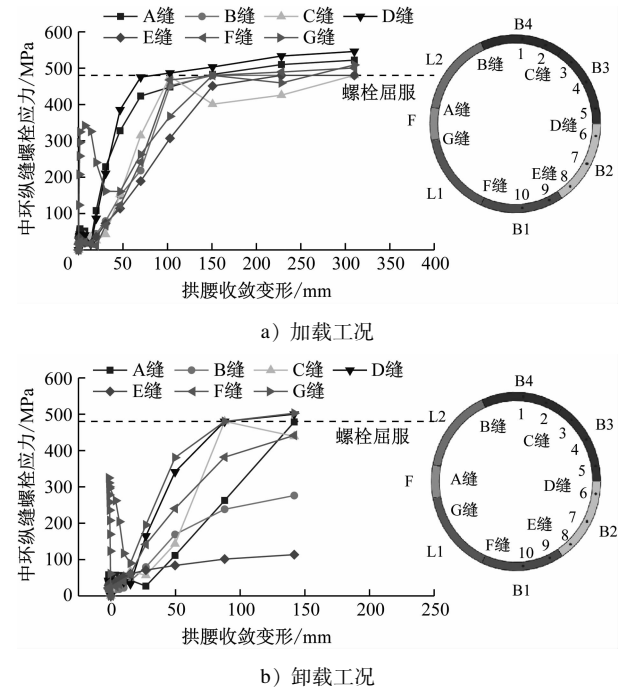 A缝 B缝 C缝 D缝
E缝 F缝 G缝
中环纵缝螺栓应力/MPa
600
500
400
300
200
100
0
0 50 100 150 200 250 300 350 400
螺栓屈服
拱腰收敛变形/mm
B4
L2
B缝
1
2
C缝
3
B3
4
F
A缝
5
D缝
6
G缝
7
E缝
8
B2
L1
F缝
10
9
B1
a）加载工况
A缝 B缝 C缝 D缝
E缝 F缝 G缝
中环纵缝螺栓应力/MPa
600
500
400
300
200
100
0
0 50 100 150 200 250
螺栓屈服
拱腰收敛变形/mm
B4
L2
B缝
1
2
C缝
3
B3
4
F
A缝
5
D缝
6
G缝
7
E缝
8
B2
L1
F缝
10
9
B1
b）卸载工况